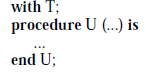 with T;
procedure U (...) is
...
end U;